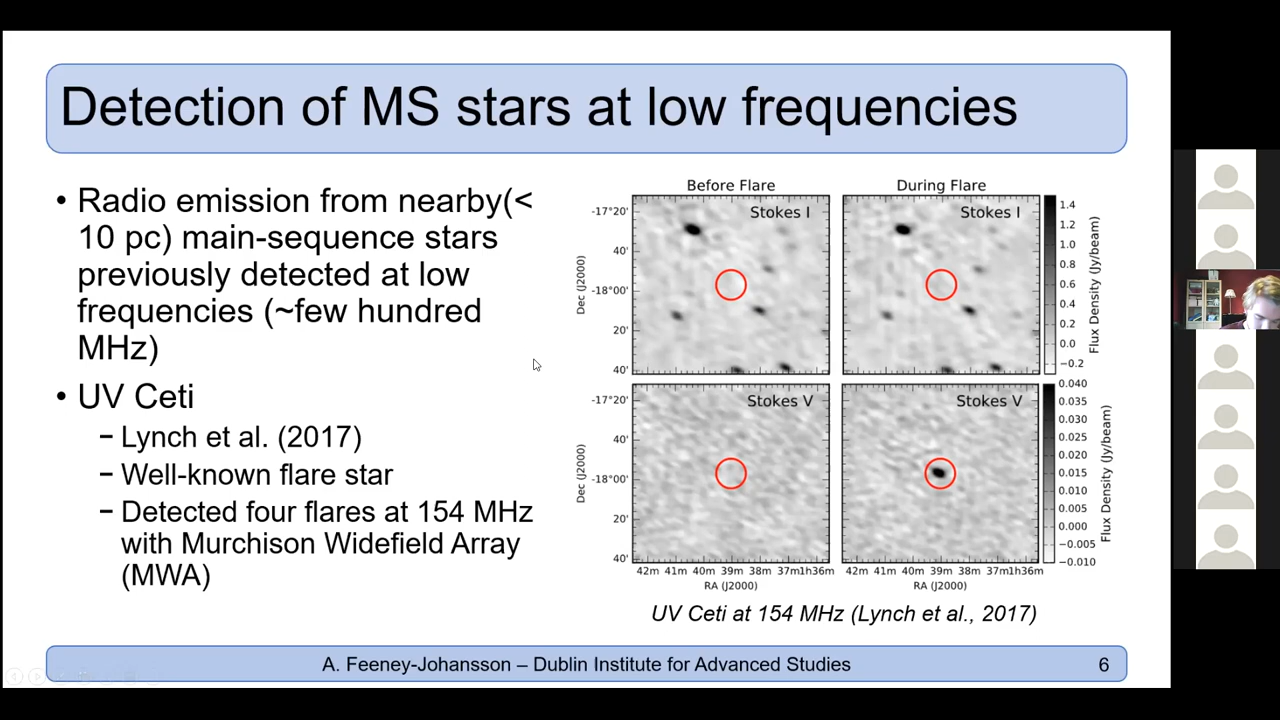 Detection of MS stars at low frequencies
• Radio emission from nearby(<
10 pc) main-sequence stars
previously detected at low
frequencies (~few hundred
MHz)
• UV Ceti
– Lynch et al. (2017)
– Well-known flare star
– Detected four flares at 154 MHz
with Murchison Widefield Array
(MWA)
Before Flare
During Flare
Stokes I
Stokes I
-17°20'
40'
-18°00'
20'
40'
Dec (J2000)
1.4
1.2
1.0
0.8
0.6
0.4
0.2
0.0
−0.2
Flux Density (Jy/beam)
Stokes V
Stokes V
-17°20'
40'
-18°00'
20'
40'
Dec (J2000)
0.040
0.035
0.030
0.025
0.020
0.015
0.010
0.005
0.000
−0.005
−0.010
Flux Density (Jy/beam)
42m 41m 40m 39m 38m 37m1h36m
42m 41m 40m 39m 38m 37m1h36m
RA (J2000)
RA (J2000)
UV Ceti at 154 MHz (Lynch et al., 2017)
A. Feeney-Johansson – Dublin Institute for Advanced Studies
6